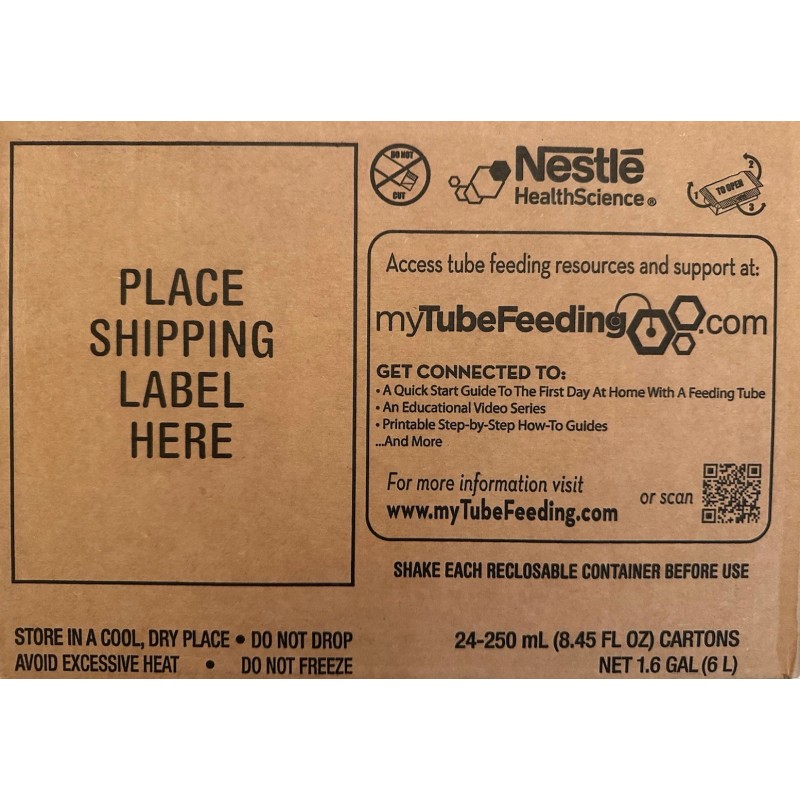 PLACE
SHIPPING
LABEL
HERE
DO NOT
CUT
Nestlé
HealthScience®
TO OPEN
1
2
3
Access tube feeding resources and support at:
myTubeFeeding.com
GET CONNECTED TO:
• A Quick Start Guide To The First Day At Home With A Feeding Tube
• An Educational Video Series
• Printable Step-by-Step How-To Guides
...And More
For more information visit
www.myTubeFeeding.com
or scan
SHAKE EACH RECLOSABLE CONTAINER BEFORE USE
STORE IN A COOL, DRY PLACE • DO NOT DROP
AVOID EXCESSIVE HEAT • DO NOT FREEZE
24-250 mL (8.45 FL OZ) CARTONS
NET 1.6 GAL (6 L)